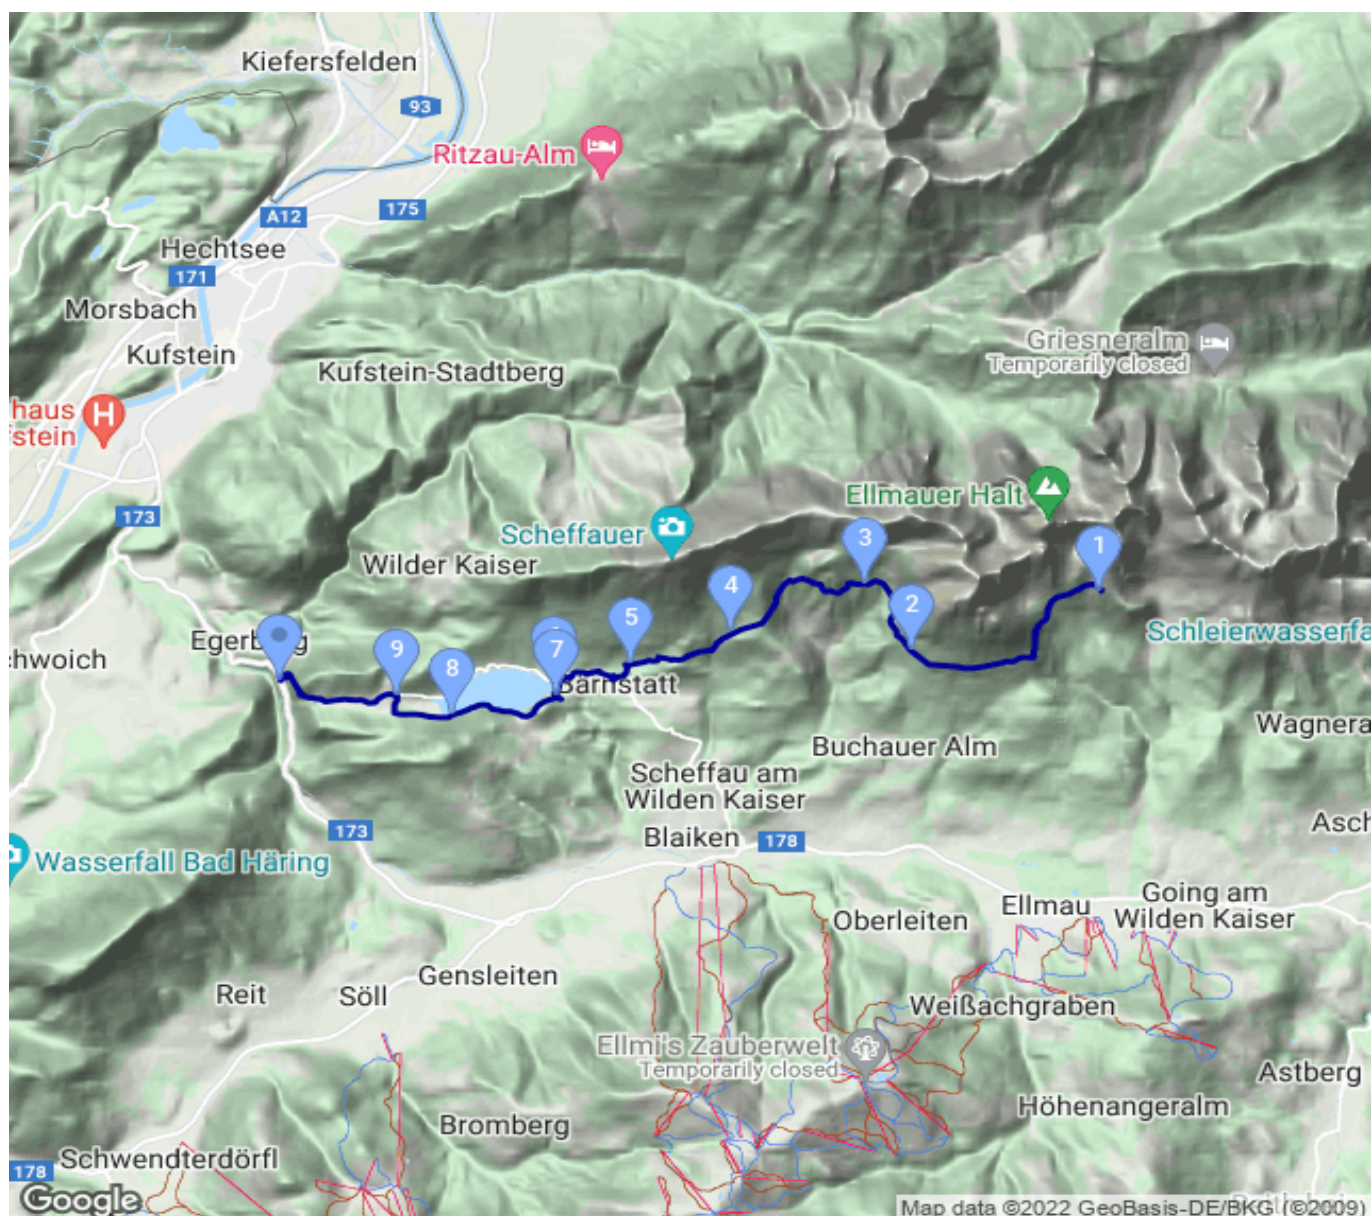 Kiefersfelden
93
Ritzau-Alm
175
A12
Hechtsee
171
Morsbach
Griesneralm
Temporarily closed
Kufstein
Kufstein-Stadtberg
haus
fstein
H
Ellmauer Halt
173
Scheffauer
3
1
Wilder Kaiser
4
2
5
Egerberg
Schleierwasserfa
chwoich
9
7
8
Bärnstatt
Wagnera
Buchauer Alm
Scheffau am
Wilden Kaiser
Asch
173
Blaiken
178
Wasserfall Bad Häring
Going am
Wilden Kaiser
Ellmau
Oberleiten
Gensleiten
Reit
Söll
Weißachgraben
Ellmi's Zauberwelt
Temporarily closed
Astberg
Höhenangeralm
Bromberg
Schwendterdörfl
178
Google
Map data ©2022 GeoBasis-DE/BKG (©2009)